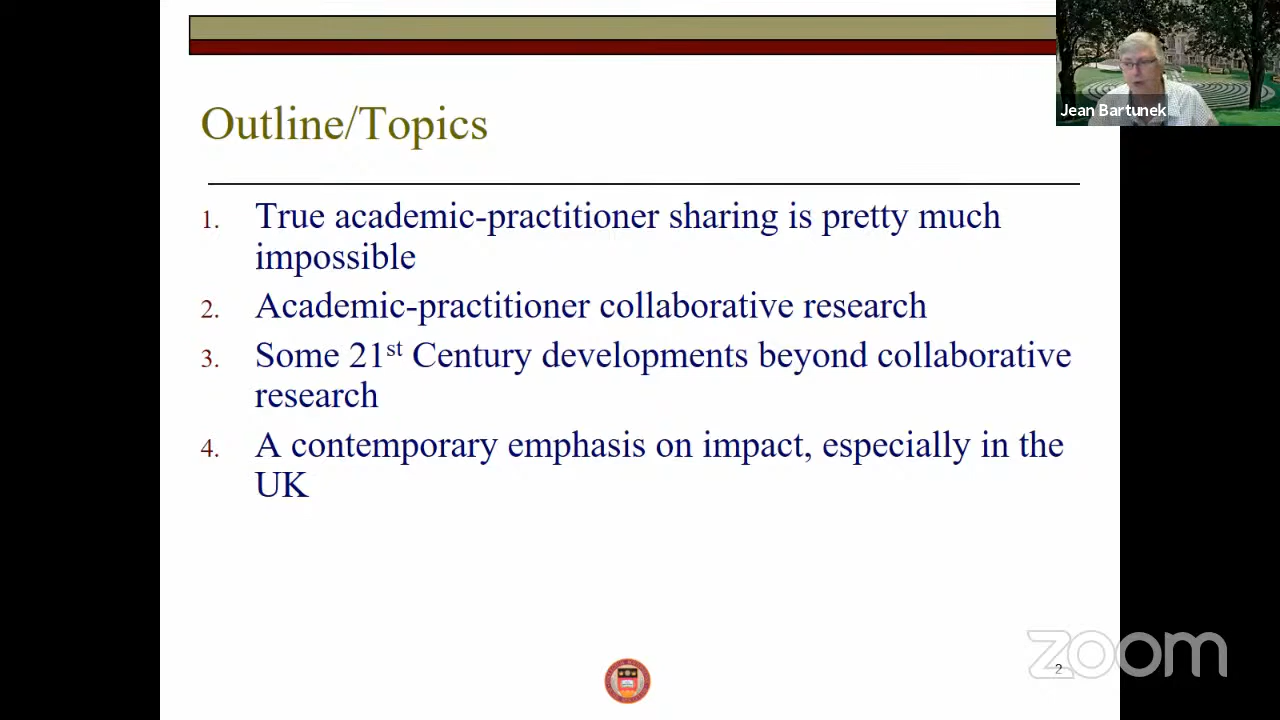 Outline/Topics
Jean Bartunek
1. True academic-practitioner sharing is pretty much
impossible
2. Academic-practitioner collaborative research
3. Some 21st Century developments beyond collaborative
research
4. A contemporary emphasis on impact, especially in the
UK
zoom
2